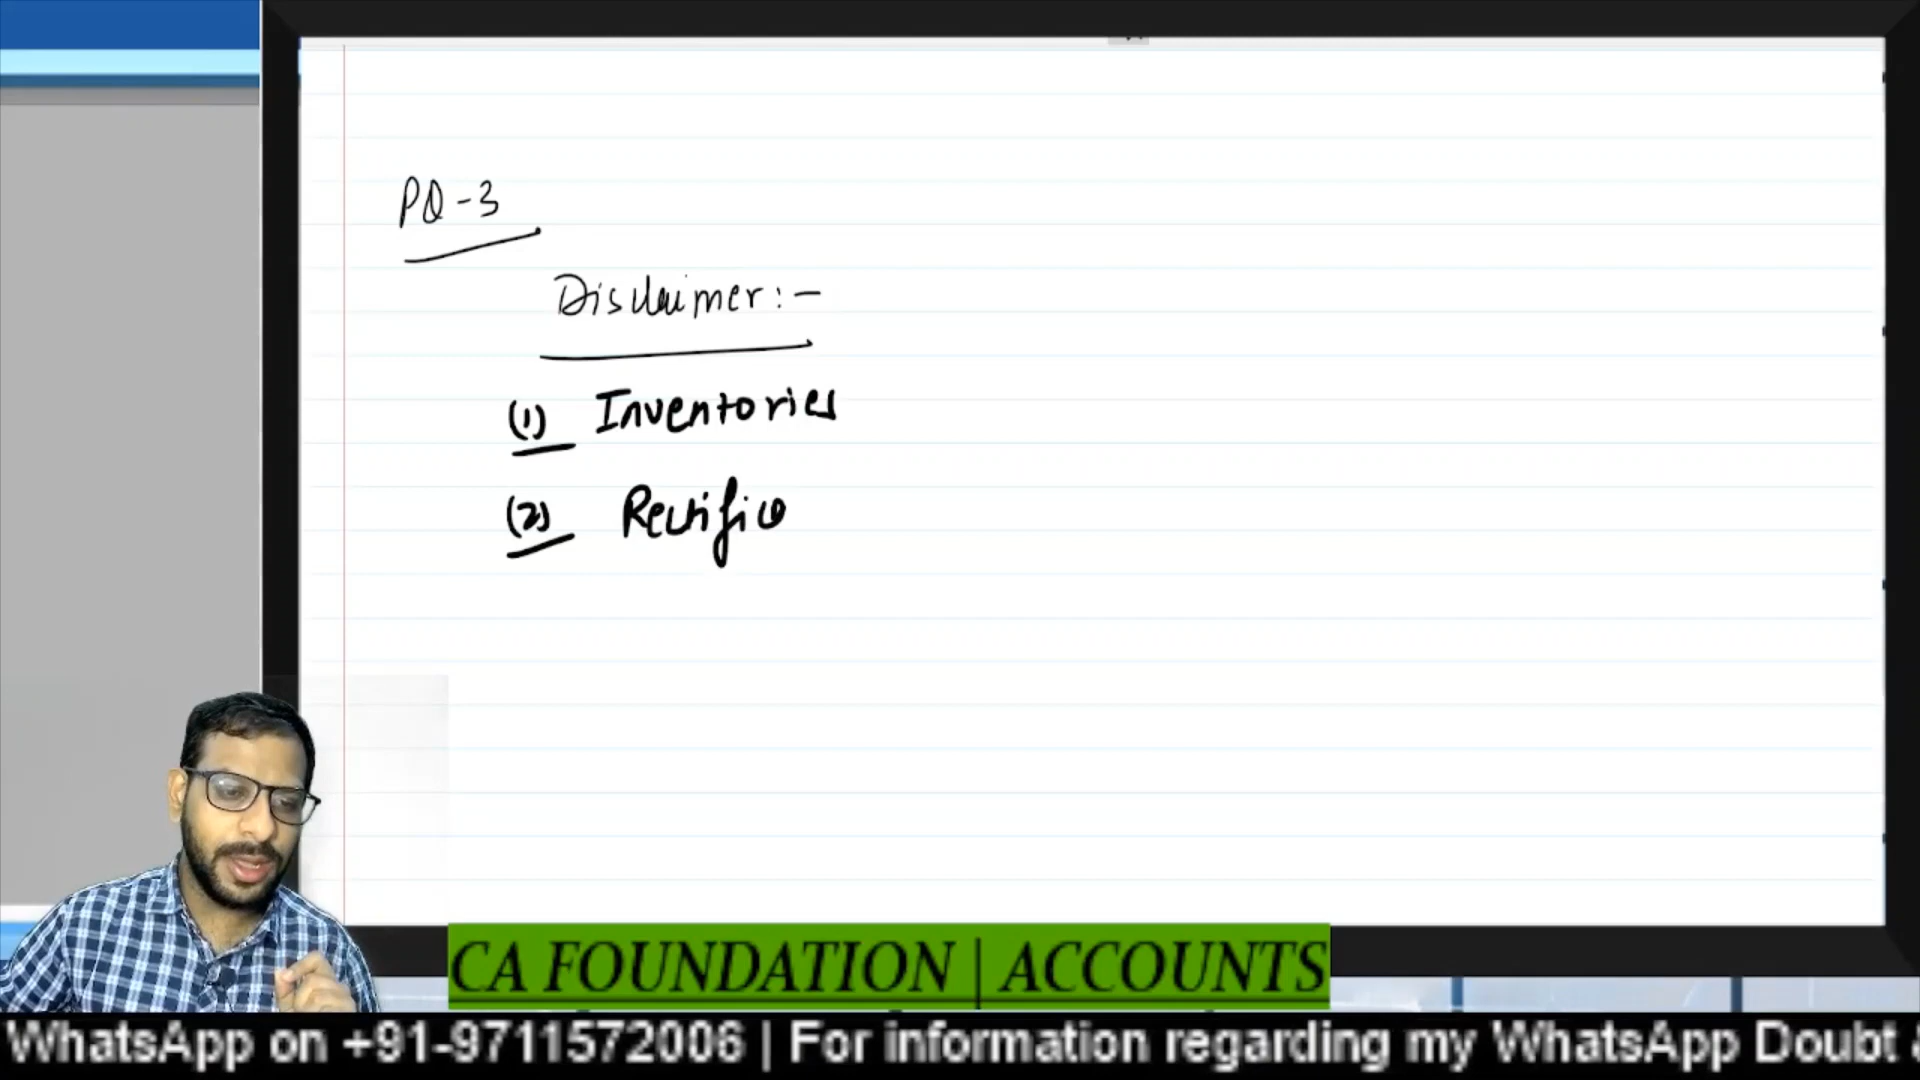 PQ-3
Disclaimer:-
(1) Inventories
(2) Rectifica
CA FOUNDATION | ACCOUNTS
WhatsApp on +91-9711572006 | For information regarding my WhatsApp Doubt